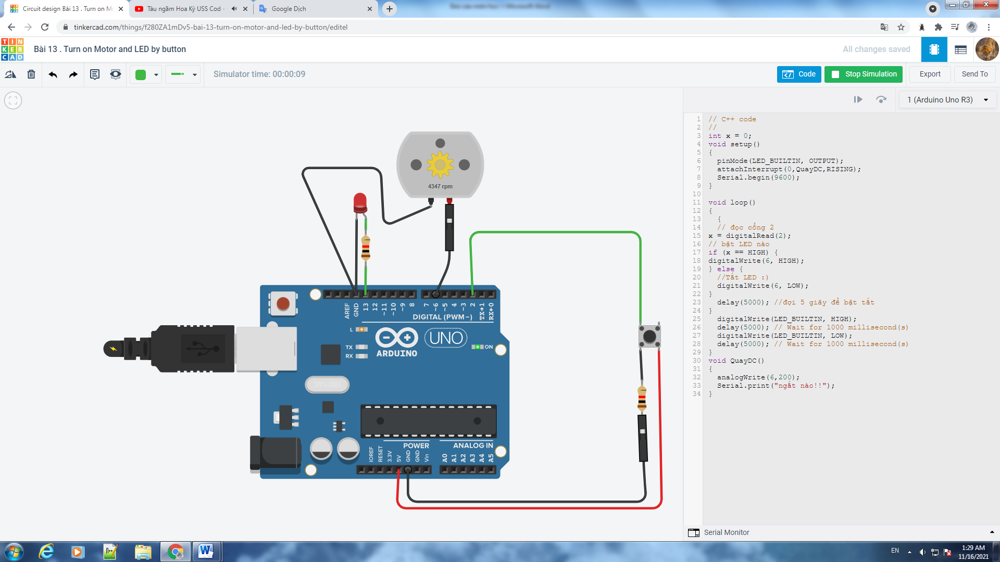 Circuit design Bài 13 . Turn on Mo
Tàu ngầm Hoa Kỳ USS Cod -
Google Dịch
tinkercad.com/things/f280ZA1mDv5-bai-13-turn-on-motor-and-led-by-button/editel
TIN
KER
CAD
Bài 13 . Turn on Motor and LED by button
All changes saved
Simulator time: 00:00:09
Code
Stop Simulation
Export
Send To
1 (Arduino Uno R3)
1 // C++ code
2 //
3 int x = 0;
4 void setup()
5 {
6 pinMode(LED_BUILTIN, OUTPUT);
7 attachInterrupt(0,QuayDC,RISING);
8 Serial.begin(9600);
9 }
10
11 void loop()
12 {
13 {
14 // đọc cổng 2
15 x = digitalRead(2);
16 // bật LED nào
17 if (x == HIGH) {
18 digitalWrite(6, HIGH);
19 } else {
20 //Tắt LED :)
21 digitalWrite(6, LOW);
22 }
23 delay(5000); //đợi 5 giây để bật tắt
24 }
25 digitalWrite(LED_BUILTIN, HIGH);
26 delay(5000); // Wait for 1000 millisecond(s)
27 digitalWrite(LED_BUILTIN, LOW);
28 delay(5000); // Wait for 1000 millisecond(s)
29 }
30 void QuayDC()
31 {
32 analogWrite(6,200);
33 Serial.print("ngắt nào!!");
34 }
4347 rpm
AREF GND 13 12 ~11 ~10 ~9 8 7 ~6 ~5 4 ~3 2 TX→1 RX←0
DIGITAL (PWM ~)
L
TX
RX
UNO
ON
ARDUINO
SPK16.000G
POWER
ANALOG IN
IOREF RESET 3.3V 5V GND GND Vin A0 A1 A2 A3 A4 A5
Serial Monitor
EN
1:29 AM
11/16/2021